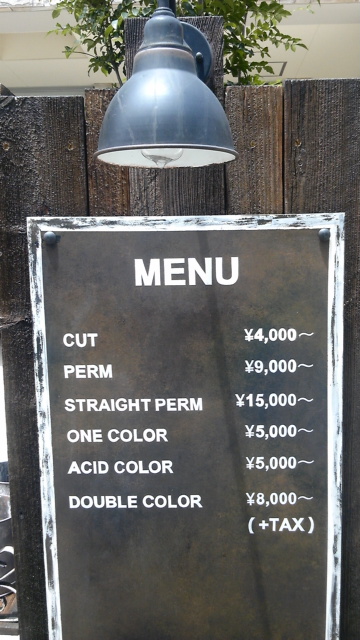 MENU
CUT ¥4,000～
PERM ¥9,000～
STRAIGHT PERM ¥15,000～
ONE COLOR ¥5,000～
ACID COLOR ¥5,000～
DOUBLE COLOR ¥8,000～
(+TAX)